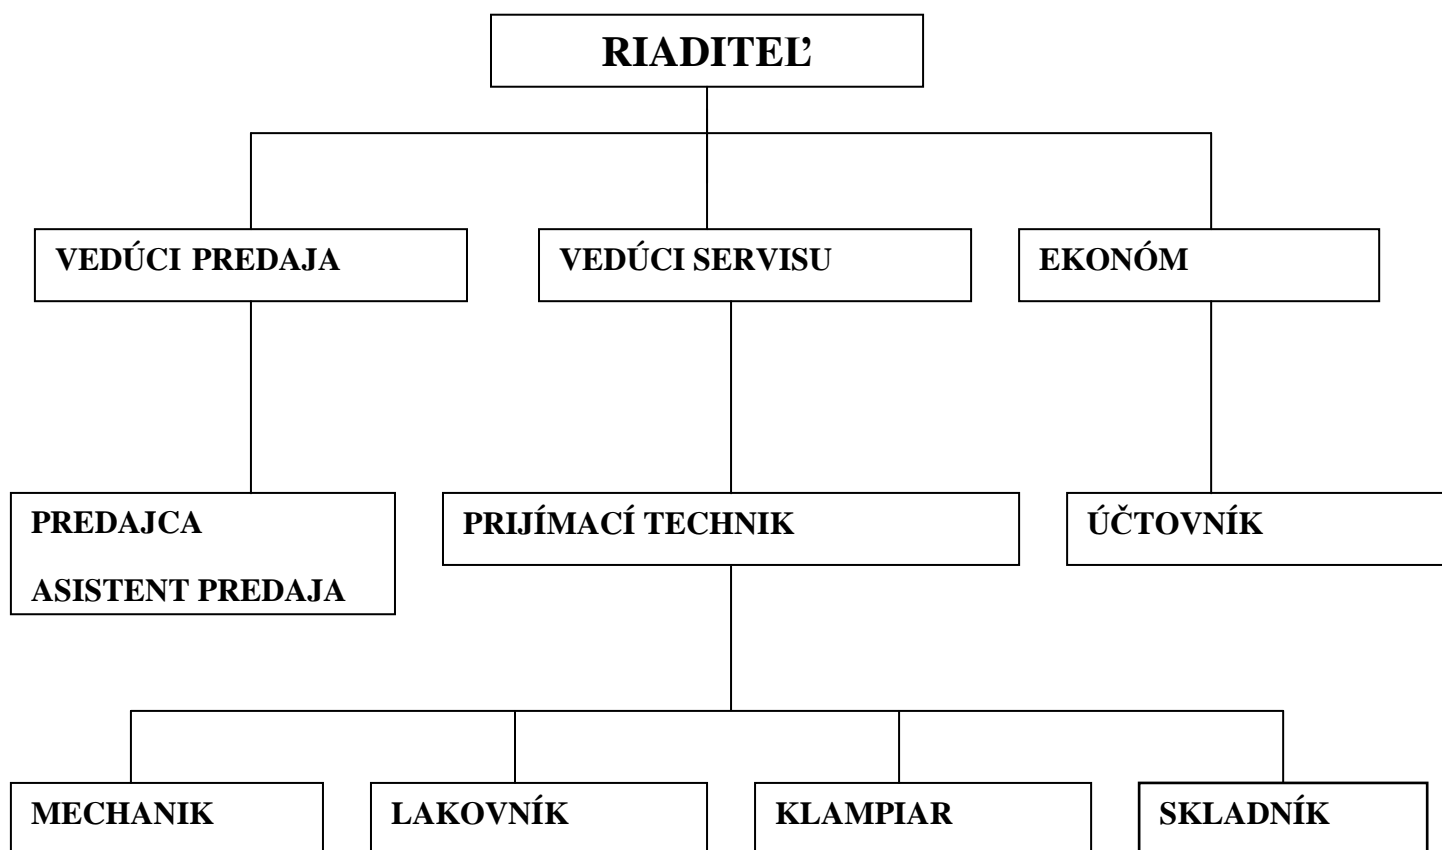 RIADITEĽ
VEDÚCI PREDAJA
VEDÚCI SERVISU
EKONÓM
PREDAJCA
ASISTENT PREDAJA
PRIJÍMACÍ TECHNIK
ÚČTOVNÍK
MECHANIK
LAKOVNÍK
KLAMPIAR
SKLADNÍK